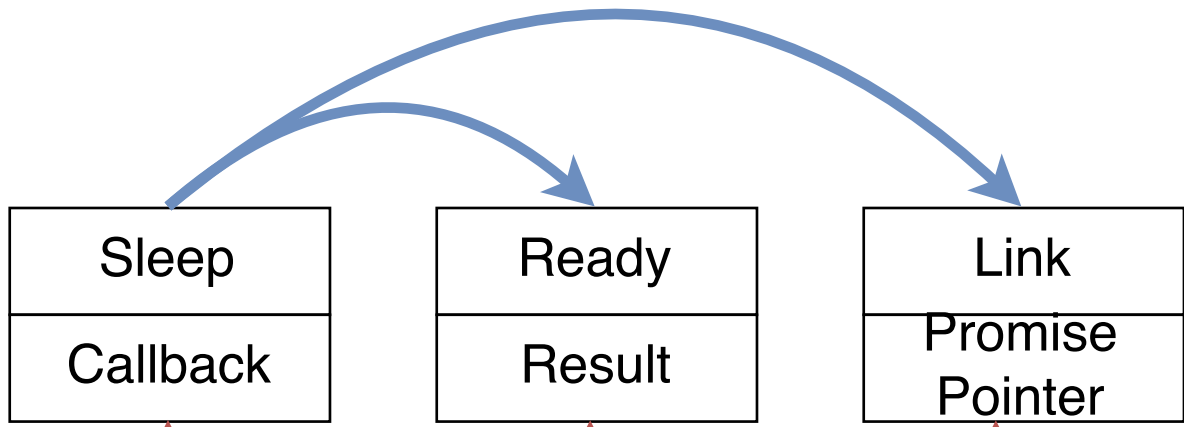 Sleep
Ready
Link
Callback
Result
Promise
Pointer